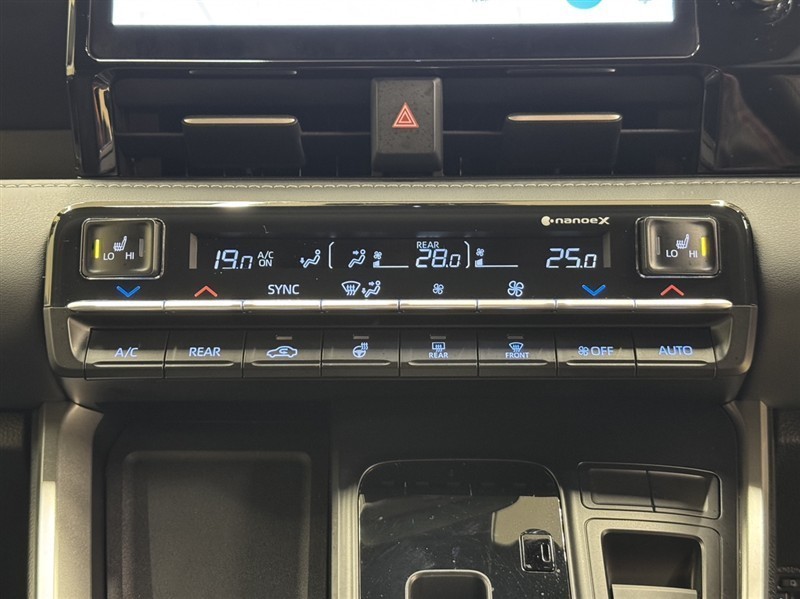 nanoeX
REAR
19.0 A/C ON 28.0 25.0
LO HI
LO HI
SYNC
A/C REAR REAR FRONT OFF AUTO